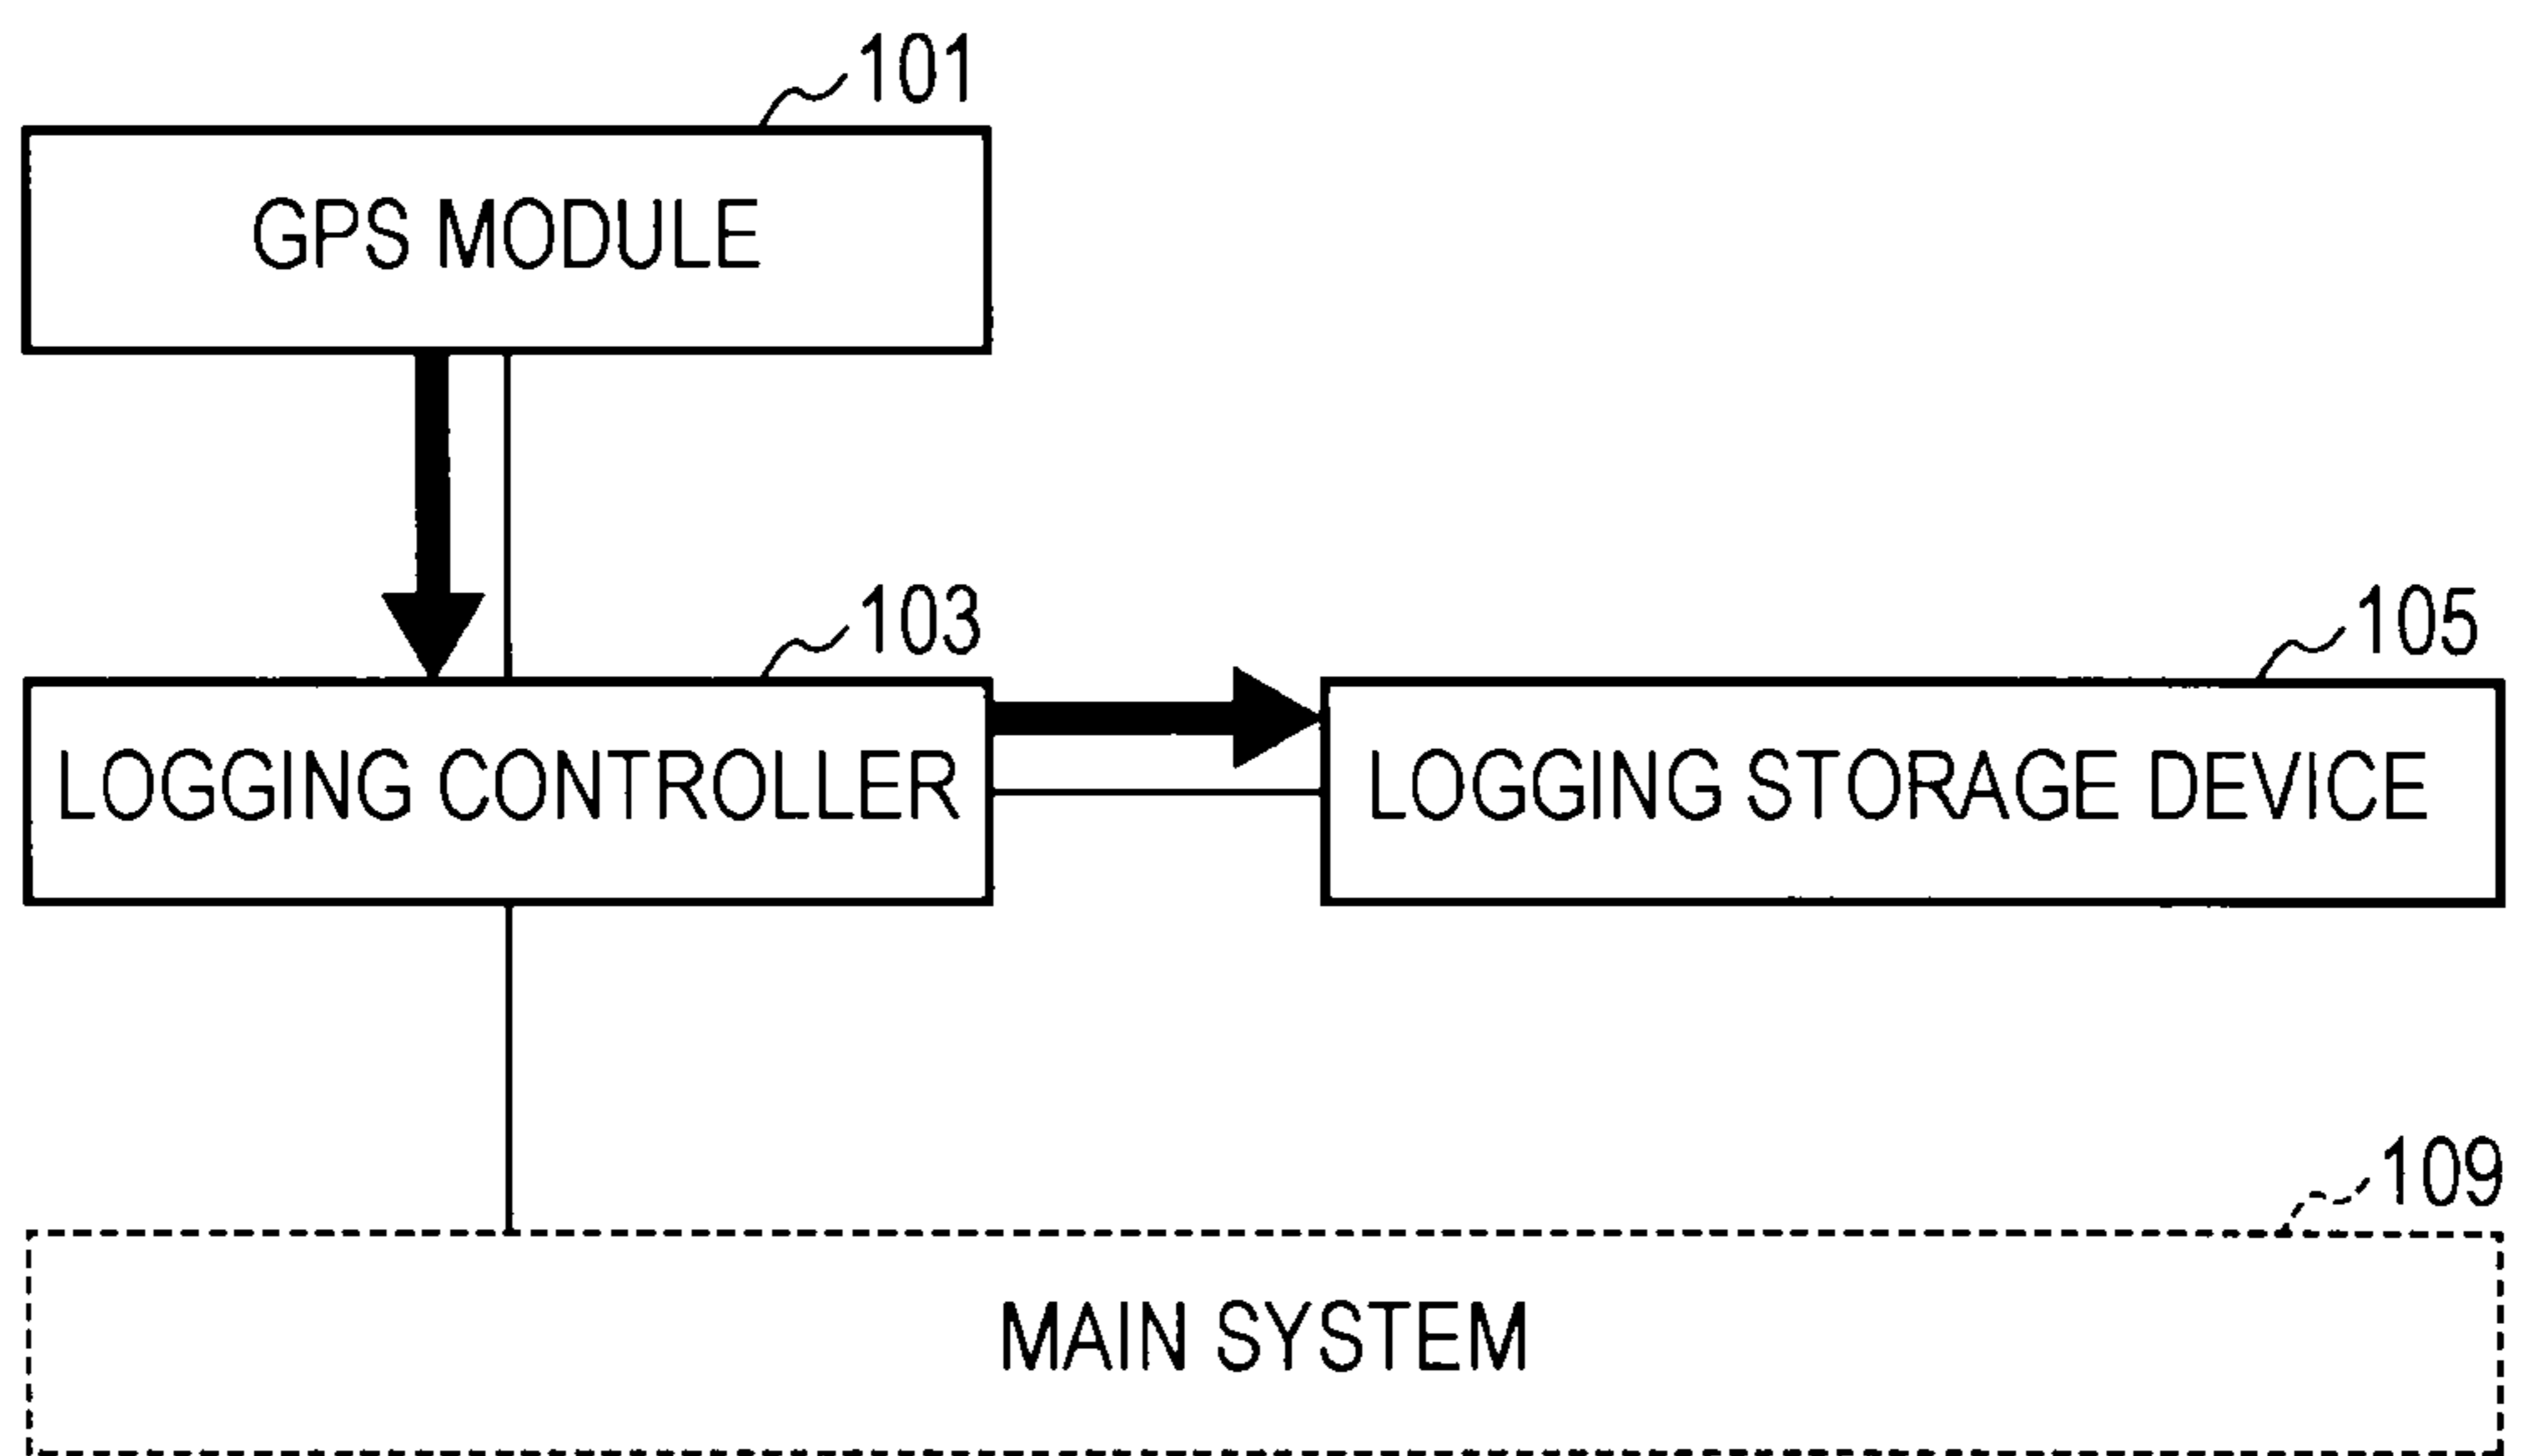 101
GPS MODULE
103
LOGGING CONTROLLER
105
LOGGING STORAGE DEVICE
109
MAIN SYSTEM